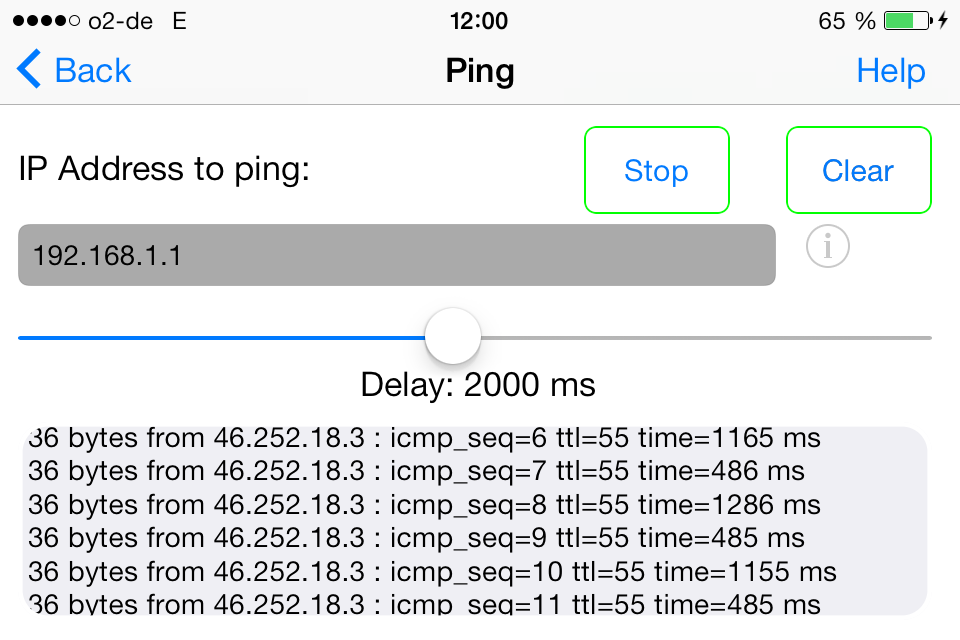 o2-de E 12:00 65 %
Back Ping Help
IP Address to ping: Stop Clear
192.168.1.1 i
Delay: 2000 ms
36 bytes from 46.252.18.3 : icmp_seq=6 ttl=55 time=1165 ms
36 bytes from 46.252.18.3 : icmp_seq=7 ttl=55 time=486 ms
36 bytes from 46.252.18.3 : icmp_seq=8 ttl=55 time=1286 ms
36 bytes from 46.252.18.3 : icmp_seq=9 ttl=55 time=485 ms
36 bytes from 46.252.18.3 : icmp_seq=10 ttl=55 time=1155 ms
36 bytes from 46.252.18.3 : icmp_seq=11 ttl=55 time=485 ms